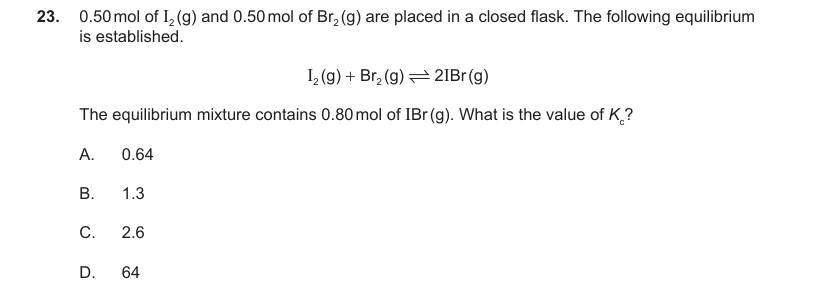 23. 0.50 mol of I₂(g) and 0.50 mol of Br₂(g) are placed in a closed flask. The following equilibrium
is established.
I₂(g) + Br₂(g) ⇌ 2IBr(g)
The equilibrium mixture contains 0.80 mol of IBr(g). What is the value of K꜀?
A. 0.64
B. 1.3
C. 2.6
D. 64